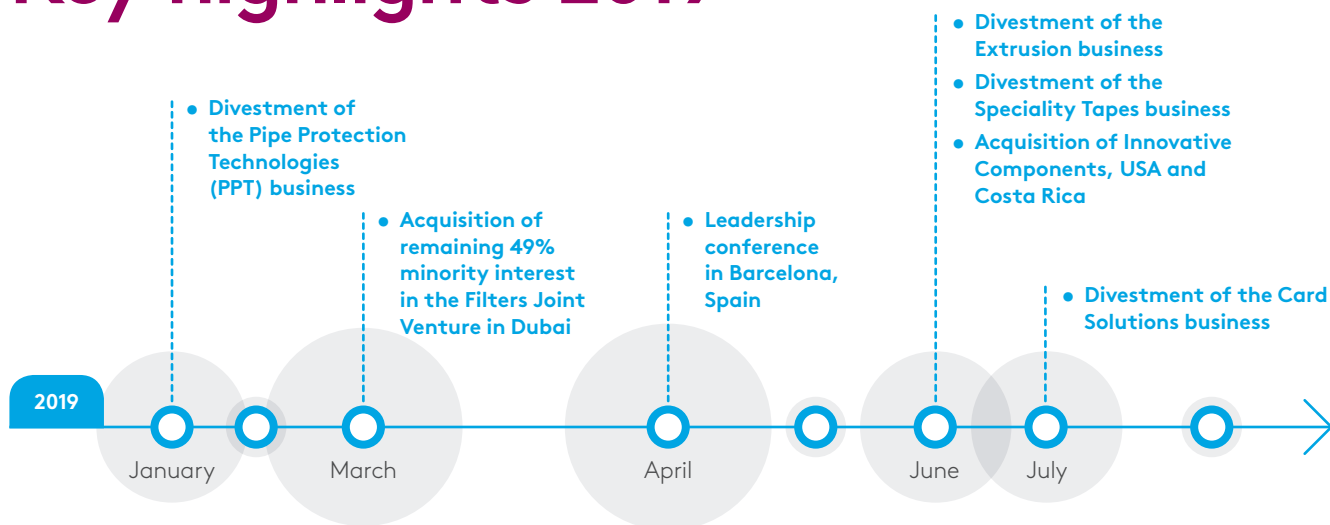 Key highlights 2019
Divestment of
the Pipe Protection
Technologies
(PPT) business
Acquisition of
remaining 49%
minority interest
in the Filters Joint
Venture in Dubai
Leadership
conference
in Barcelona,
Spain
Divestment of the
Extrusion business
Divestment of the
Speciality Tapes business
Acquisition of Innovative
Components, USA and
Costa Rica
Divestment of the Card
Solutions business
2019
January
March
April
June
July